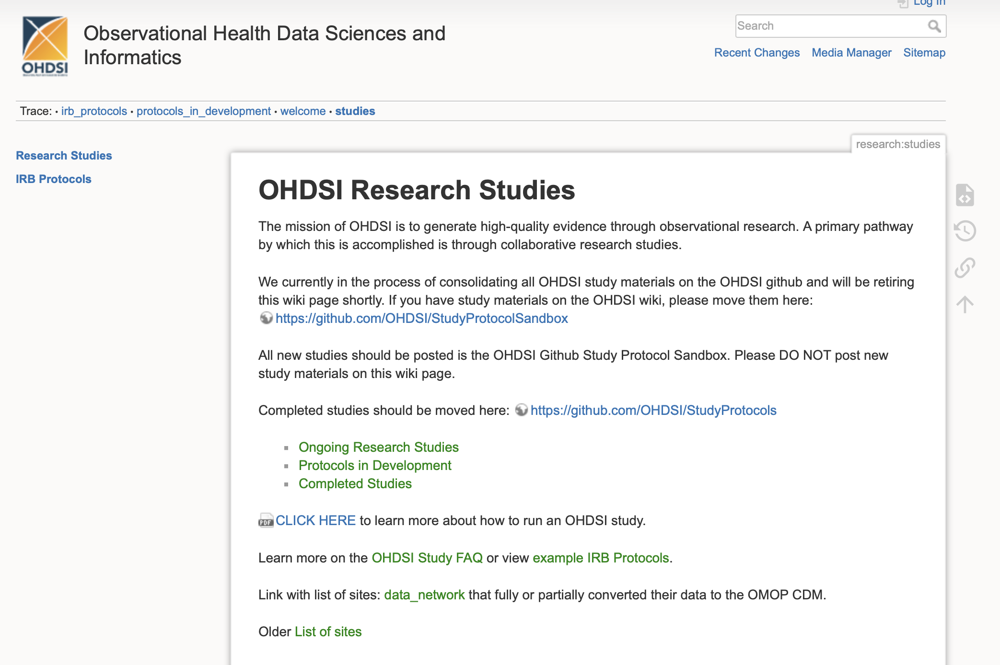 Log In
OHDSI
Observational Health Data Sciences and
Informatics
Search
Recent Changes Media Manager Sitemap
Trace: • irb_protocols • protocols_in_development • welcome • studies
research:studies
Research Studies
IRB Protocols
OHDSI Research Studies
The mission of OHDSI is to generate high-quality evidence through observational research. A primary pathway
by which this is accomplished is through collaborative research studies.
We currently in the process of consolidating all OHDSI study materials on the OHDSI github and will be retiring
this wiki page shortly. If you have study materials on the OHDSI wiki, please move them here:
https://github.com/OHDSI/StudyProtocolSandbox
All new studies should be posted is the OHDSI Github Study Protocol Sandbox. Please DO NOT post new
study materials on this wiki page.
Completed studies should be moved here: https://github.com/OHDSI/StudyProtocols
Ongoing Research Studies
Protocols in Development
Completed Studies
PDF CLICK HERE to learn more about how to run an OHDSI study.
Learn more on the OHDSI Study FAQ or view example IRB Protocols.
Link with list of sites: data_network that fully or partially converted their data to the OMOP CDM.
Older List of sites